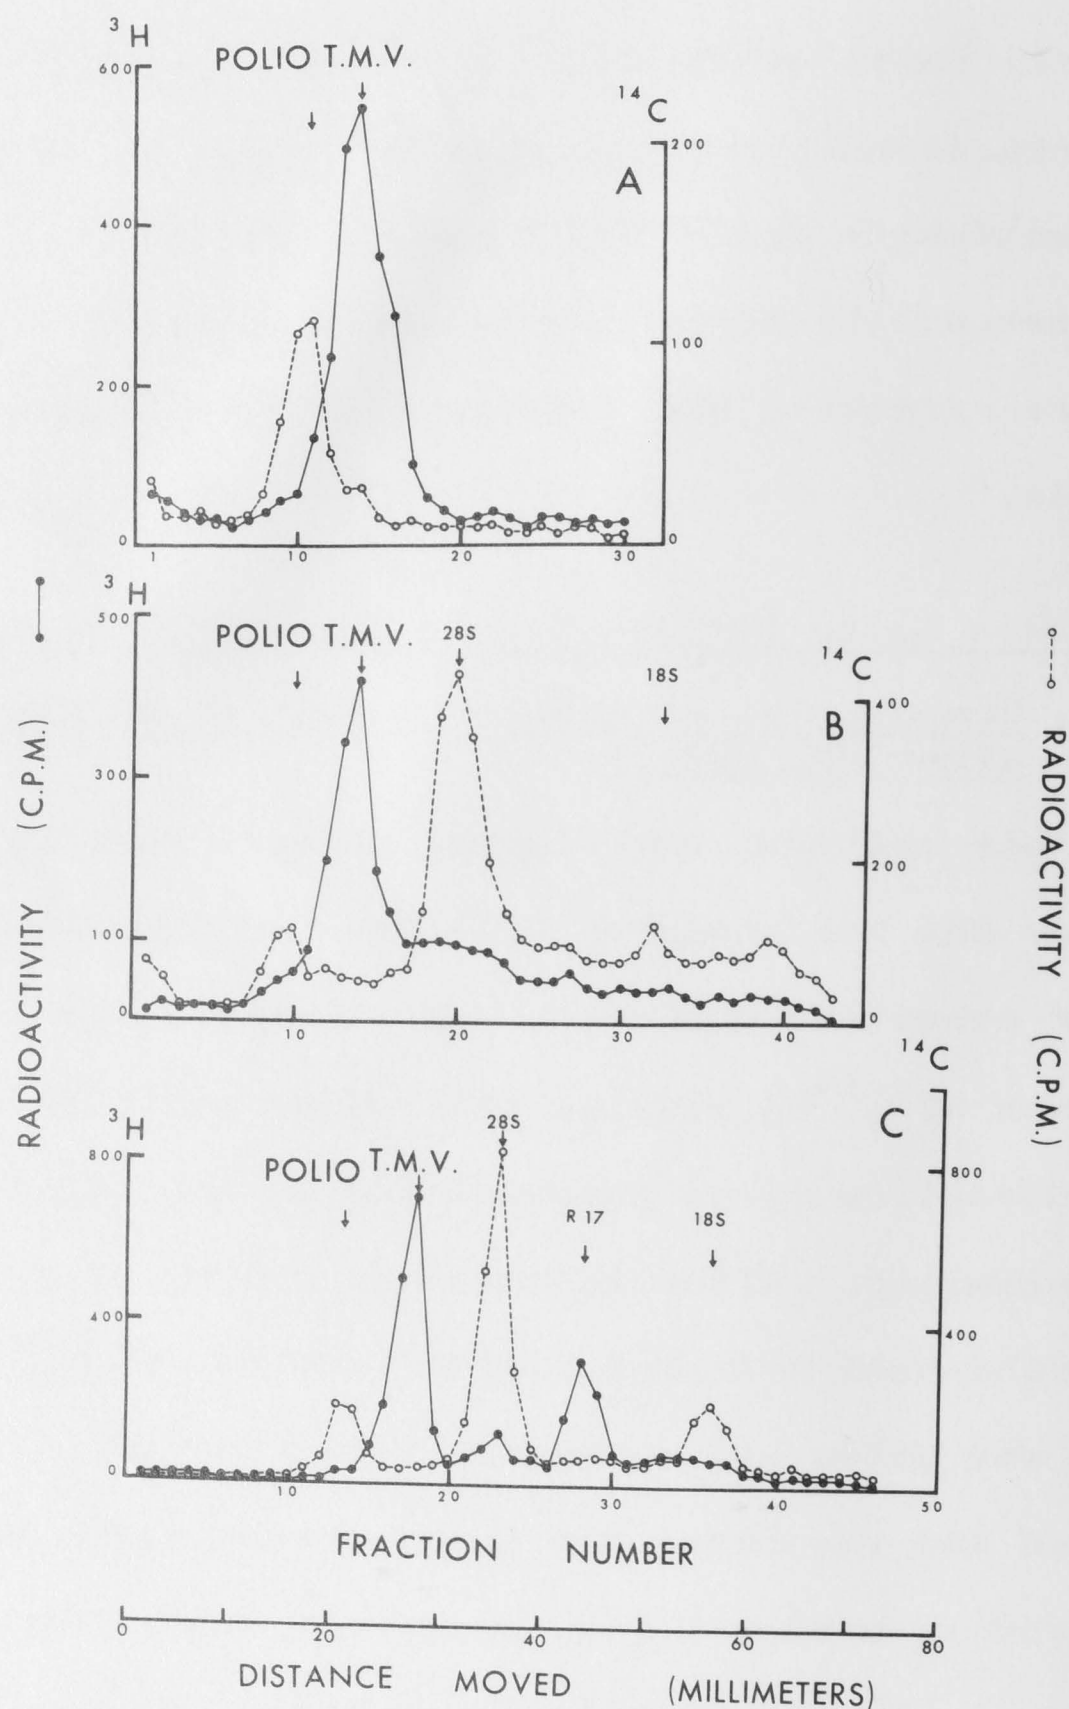 3H
600
POLIO T.M.V.
14C
200
A
400
100
200
0
0
1 10 20 30
3H
500
POLIO T.M.V. 28S
14C
18S
400
B
300
200
100
0
0
10 20 30 40
14C
3H
28S
C
800
POLIO T.M.V.
800
R 17 18S
400
400
0
10 20 30 40 50
FRACTION NUMBER
0 20 40 60 80
DISTANCE MOVED (MILLIMETERS)
RADIOACTIVITY (C.P.M.)
RADIOACTIVITY (C.P.M.)